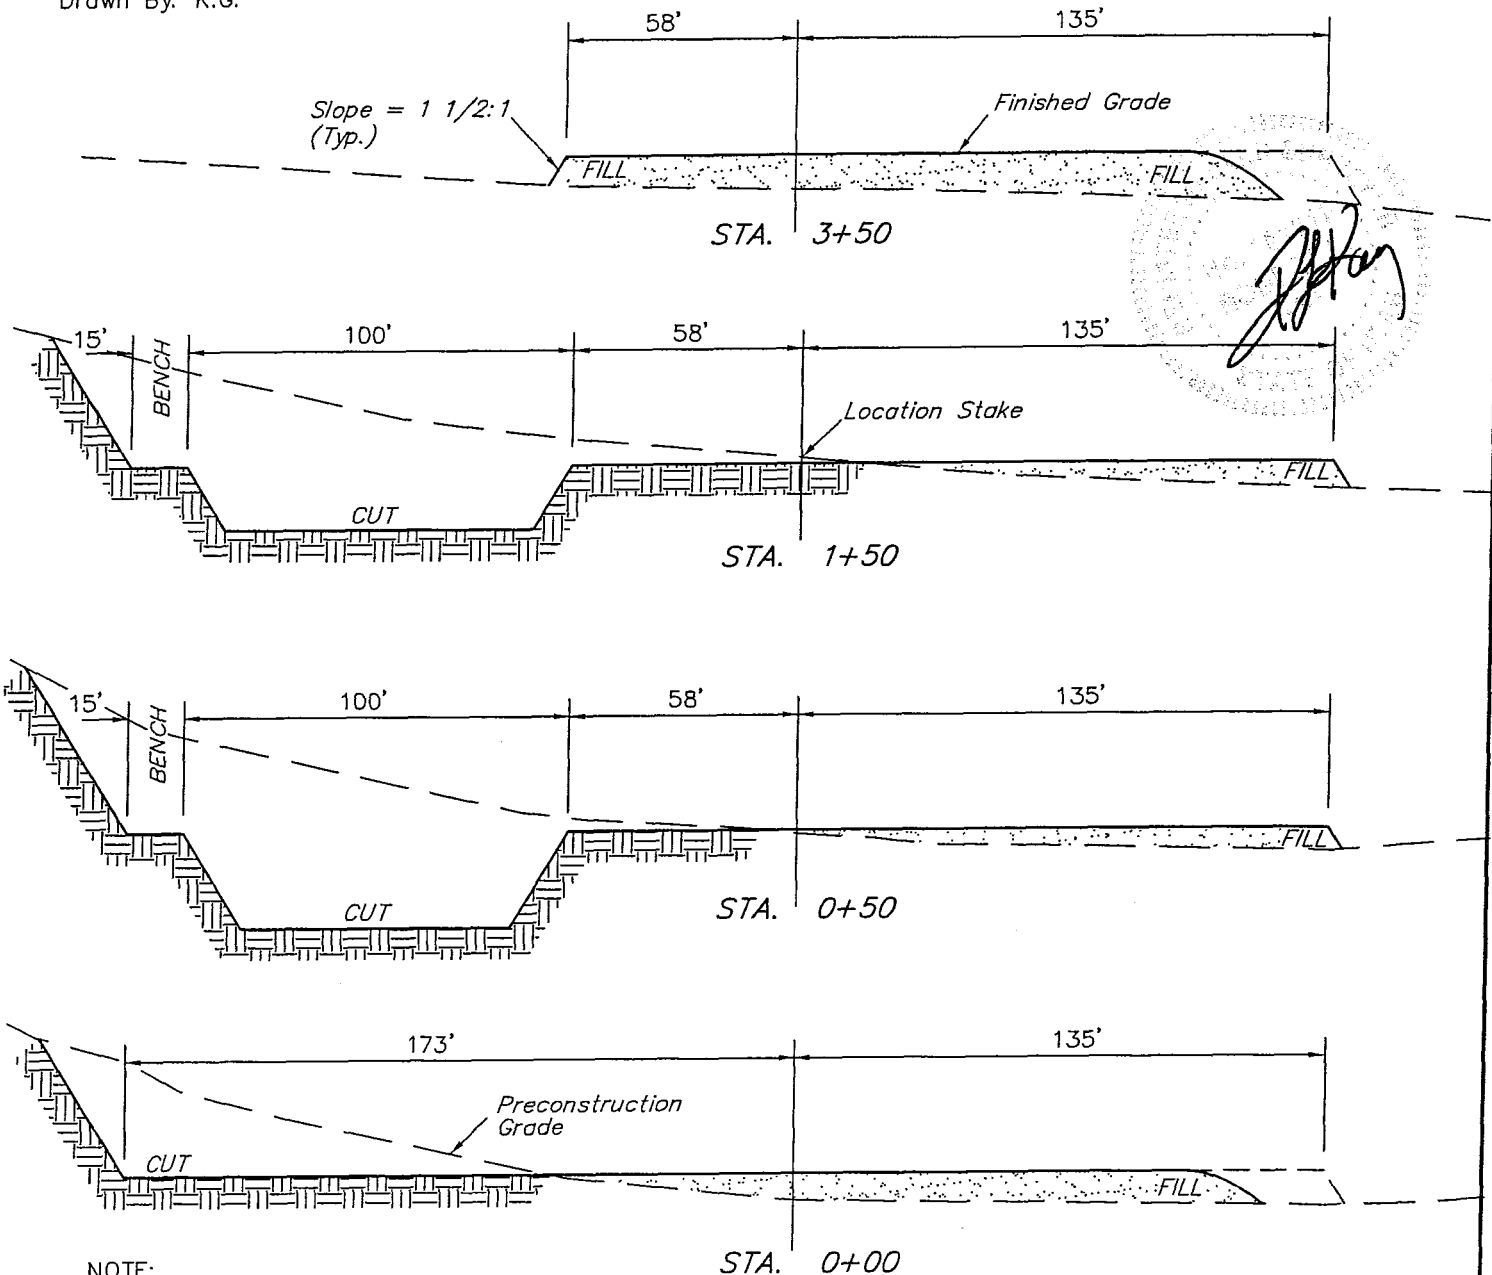 Drawn By: K.G.
58' 135'
Slope = 1 1/2:1
(Typ.)
Finished Grade
FILL FILL
STA. 3+50
15' BENCH 100' 58' 135'
Location Stake
CUT FILL
STA. 1+50
15' BENCH 100' 58' 135'
CUT FILL
STA. 0+50
173' 135'
Preconstruction
Grade
CUT FILL
STA. 0+00
NOTE: